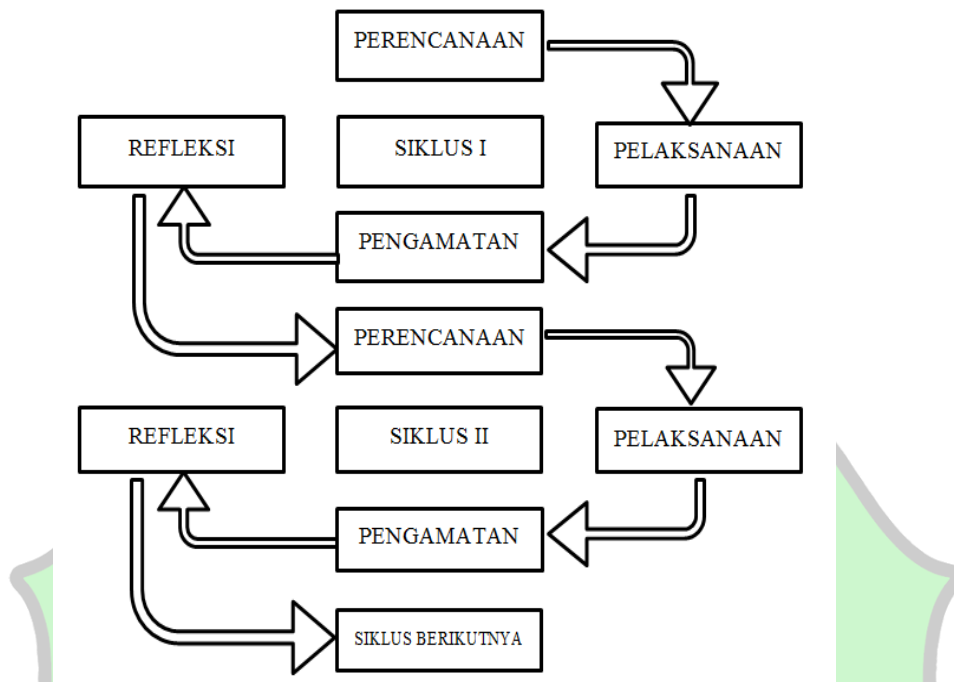 PERENCANAAN
REFLEKSI
SIKLUS I
PELAKSANAAN
PENGAMATAN
PERENCANAAN
REFLEKSI
SIKLUS II
PELAKSANAAN
PENGAMATAN
SIKLUS BERIKUTNYA